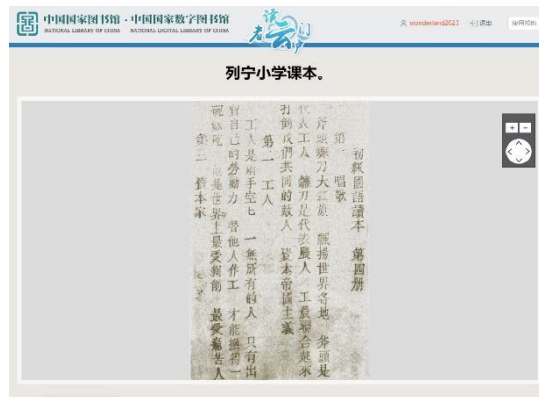 中国国家图书馆·中国国家数字图书馆
NATIONAL LIBRARY OF CHINA NATIONAL DIGITAL LIBRARY OF CHINA
读者云门户
wonderland2023
退出
使用帮助
列宁小学课本。
初級國語讀本 第四册
第一 唱歌
斧頭鐮刀大紅旗 飄揚世界各地 斧頭是
代表工人 鐮刀是代表農人 工農聯合起來
打倒我們共同的敵人 資本帝國主義
第二 工人
工人是兩手空七 一無所有的人 只有出
賣自己的勞動力 替他人作工 才能換得一
碗飯吃 他是世界上最受剝削 最受痛苦人
第三 資本家